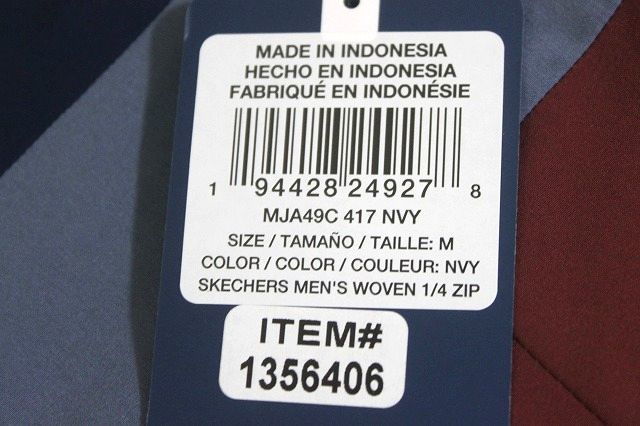 MADE IN INDONESIA
HECHO EN INDONESIA
FABRIQUÉ EN INDONÉSIE
1 94428 24927 8
MJA49C 417 NVY
SIZE / TAMAÑO / TAILLE: M
COLOR / COLOR / COULEUR: NVY
SKECHERS MEN'S WOVEN 1/4 ZIP
ITEM#
1356406